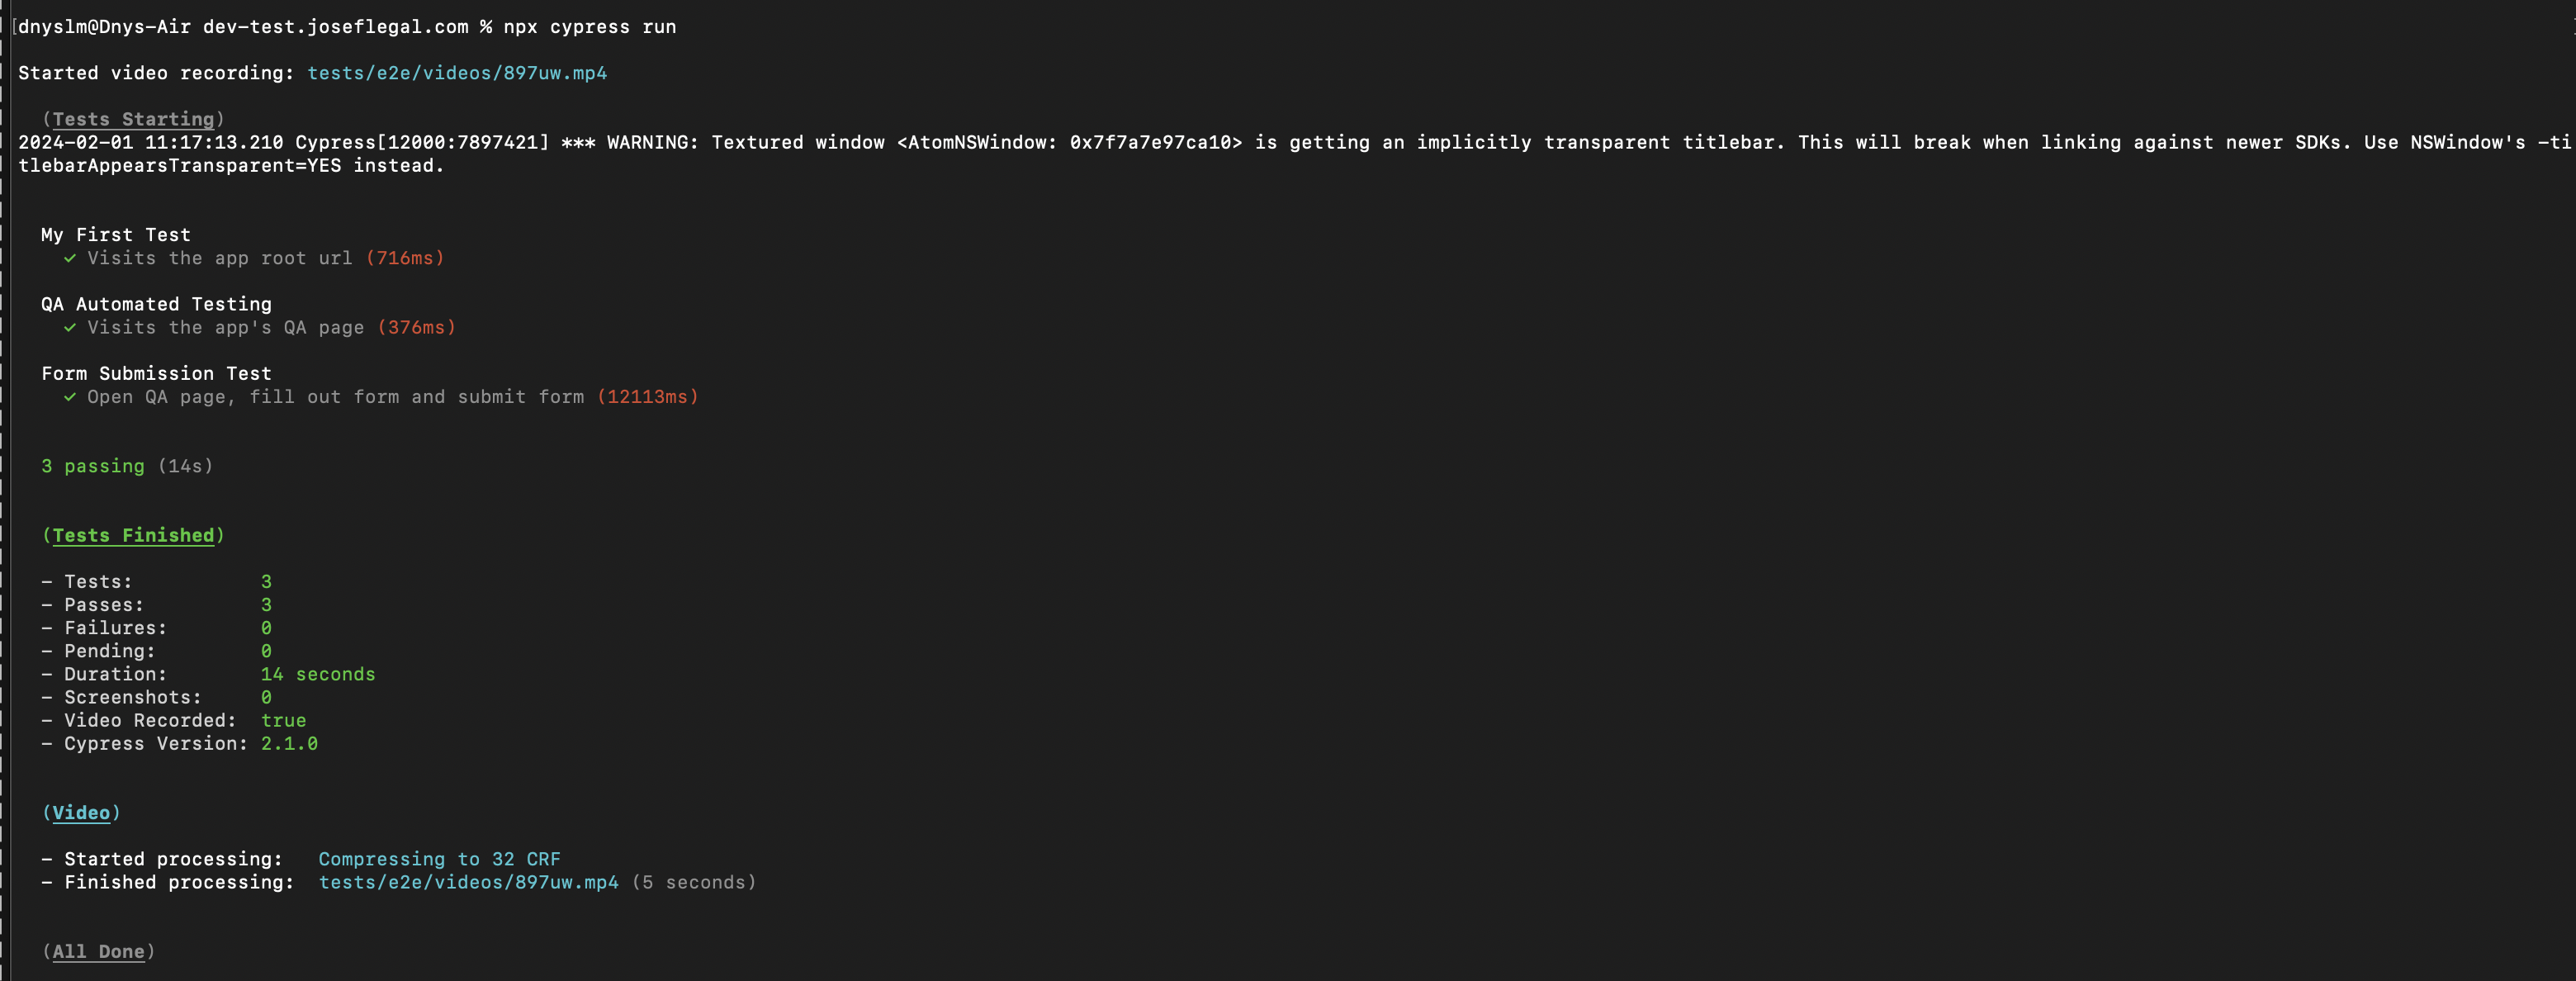 [dnyslm@Dnys-Air dev-test.joseflegal.com % npx cypress run ]
Started video recording: tests/e2e/videos/897uw.mp4
(Tests Starting)
2024-02-01 11:17:13.210 Cypress[12000:7897421] *** WARNING: Textured window <AtomNSWindow: 0x7f7a7e97ca10> is getting an implicitly transparent titlebar. This will break when linking against newer SDKs. Use NSWindow's -ti
tlebarAppearsTransparent=YES instead.
My First Test
✓ Visits the app root url (716ms)
QA Automated Testing
✓ Visits the app's QA page (376ms)
Form Submission Test
✓ Open QA page, fill out form and submit form (12113ms)
3 passing (14s)
(Tests Finished)
- Tests: 3
- Passes: 3
- Failures: 0
- Pending: 0
- Duration: 14 seconds
- Screenshots: 0
- Video Recorded: true
- Cypress Version: 2.1.0
(Video)
- Started processing: Compressing to 32 CRF
- Finished processing: tests/e2e/videos/897uw.mp4 (5 seconds)
(All Done)